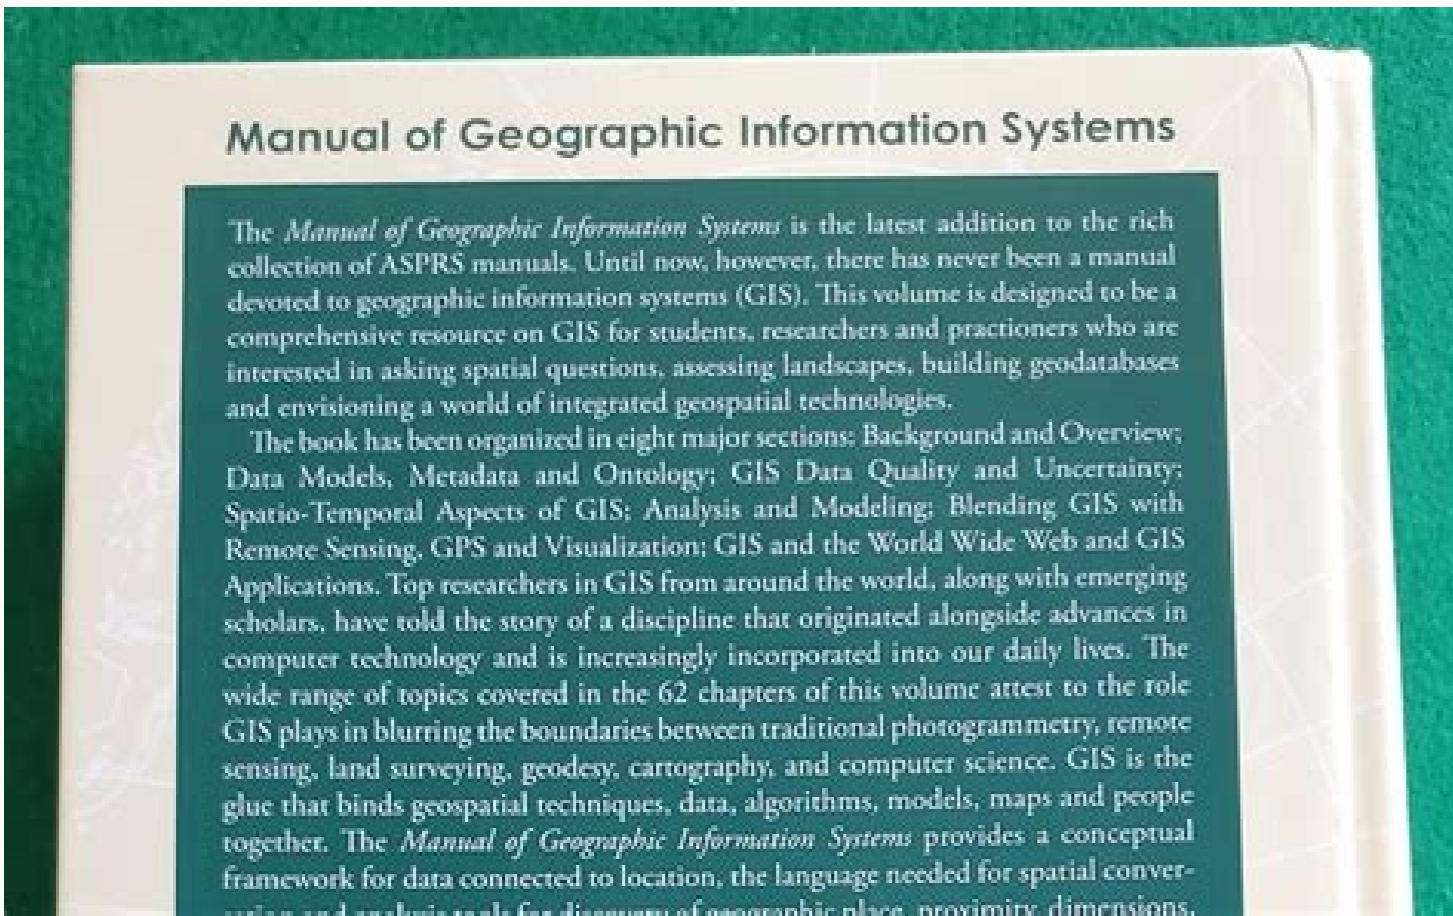 Manual of Geographic Information Systems
The Manual of Geographic Information Systems is the latest addition to the rich
collection of ASPRS manuals. Until now, however, there has never been a manual
devoted to geographic information systems (GIS). This volume is designed to be a
comprehensive resource on GIS for students, researchers and practioners who are
interested in asking spatial questions, assessing landscapes, building geodatabases
and envisioning a world of integrated geospatial technologies.
The book has been organized in eight major sections: Background and Overview;
Data Models, Metadata and Ontology; GIS Data Quality and Uncertainty;
Spatio-Temporal Aspects of GIS; Analysis and Modeling; Blending GIS with
Remote Sensing, GPS and Visualization; GIS and the World Wide Web and GIS
Applications. Top researchers in GIS from around the world, along with emerging
scholars, have told the story of a discipline that originated alongside advances in
computer technology and is increasingly incorporated into our daily lives. The
wide range of topics covered in the 62 chapters of this volume attest to the role
GIS plays in blurring the boundaries between traditional photogrammetry, remote
sensing, land surveying, geodesy, cartography, and computer science. GIS is the
glue that binds geospatial techniques, data, algorithms, models, maps and people
together. The Manual of Geographic Information Systems provides a conceptual
framework for data connected to location, the language needed for spatial conver-
sation and analysis tools for discovery of geographic place, proximity, dimensions,